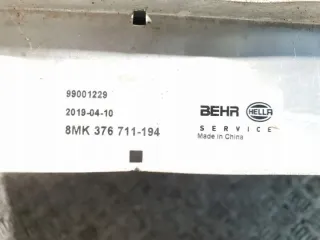 99001229
2019-04-10
8MK 376 711-194
BEHR HELLA
SERVICE
Made in China